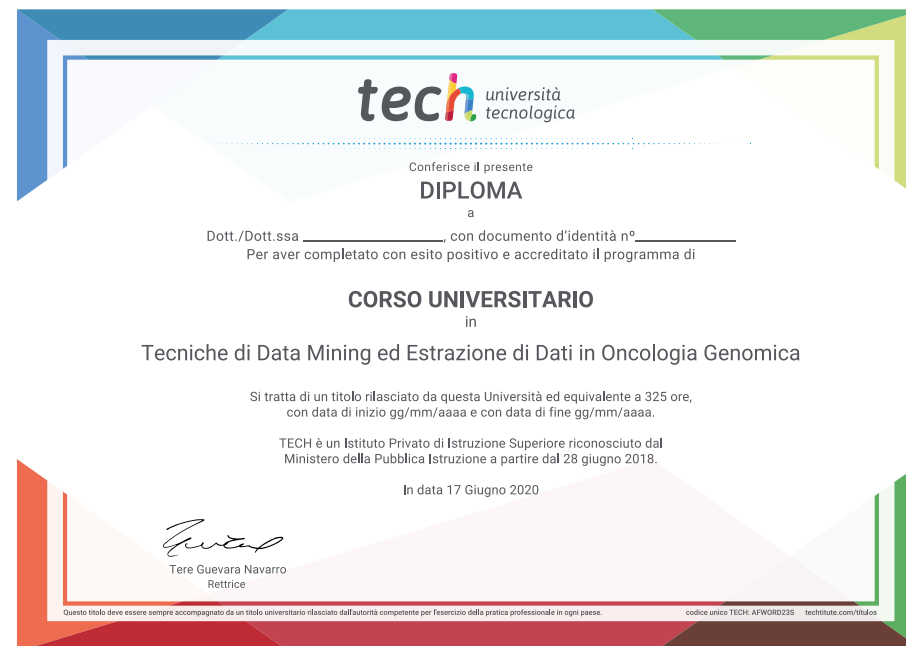 tech università
tecnologica
Conferisce il presente
DIPLOMA
a
Dott./Dott.ssa ____________________, con documento d'identità nº______________
Per aver completato con esito positivo e accreditato il programma di
CORSO UNIVERSITARIO
in
Tecniche di Data Mining ed Estrazione di Dati in Oncologia Genomica
Si tratta di un titolo rilasciato da questa Università ed equivalente a 325 ore,
con data di inizio gg/mm/aaaa e con data di fine gg/mm/aaaa.
TECH è un Istituto Privato di Istruzione Superiore riconosciuto dal
Ministero della Pubblica Istruzione a partire dal 28 giugno 2018.
In data 17 Giugno 2020
Tere Guevara Navarro
Rettrice
Questo titolo deve essere sempre accompagnato da un titolo universitario rilasciato dall'autorità competente per l'esercizio della pratica professionale in ogni paese. codice unico TECH: AFWORD23S techtitute.com/titulos